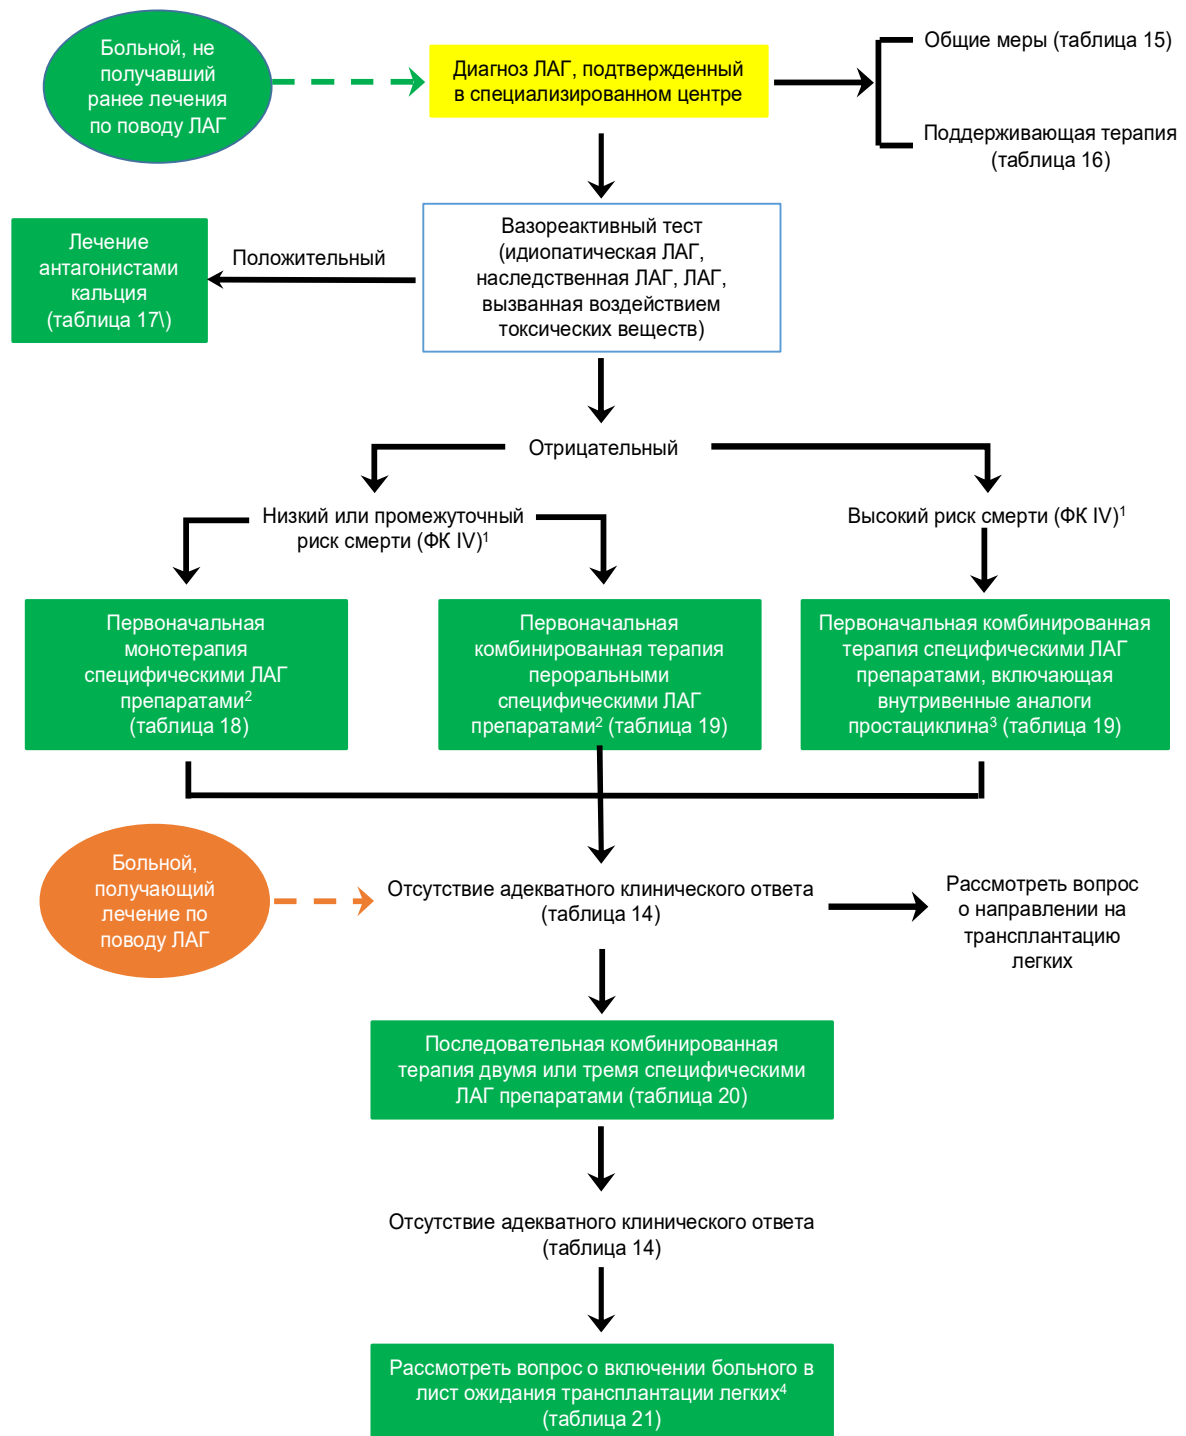 Больной, не
получавший
ранее лечения
по поводу ЛАГ
Диагноз ЛАГ, подтвержденный
в специализированном центре
Общие меры (таблица 15)
Поддерживающая терапия
(таблица 16)
Вазореактивный тест
(идиопатическая ЛАГ,
наследственная ЛАГ, ЛАГ,
вызванная воздействием
токсических веществ)
Положительный
Лечение
антагонистами
кальция
(таблица 17\)
Отрицательный
Низкий или промежуточный
риск смерти (ФК IV)¹
Высокий риск смерти (ФК IV)¹
Первоначальная
монотерапия
специфическими ЛАГ
препаратами²
(таблица 18)
Первоначальная
комбинированная терапия
пероральными
специфическими ЛАГ
препаратами² (таблица 19)
Первоначальная комбинированная
терапия специфическими ЛАГ
препаратами, включающая
внутривенные аналоги
простациклина³ (таблица 19)
Больной,
получающий
лечение по
поводу ЛАГ
Отсутствие адекватного клинического ответа
(таблица 14)
Рассмотреть вопрос
о направлении на
трансплантацию
легких
Последовательная комбинированная
терапия двумя или тремя специфическими
ЛАГ препаратами (таблица 20)
Отсутствие адекватного клинического ответа
(таблица 14)
Рассмотреть вопрос о включении больного в
лист ожидания трансплантации легких⁴
(таблица 21)